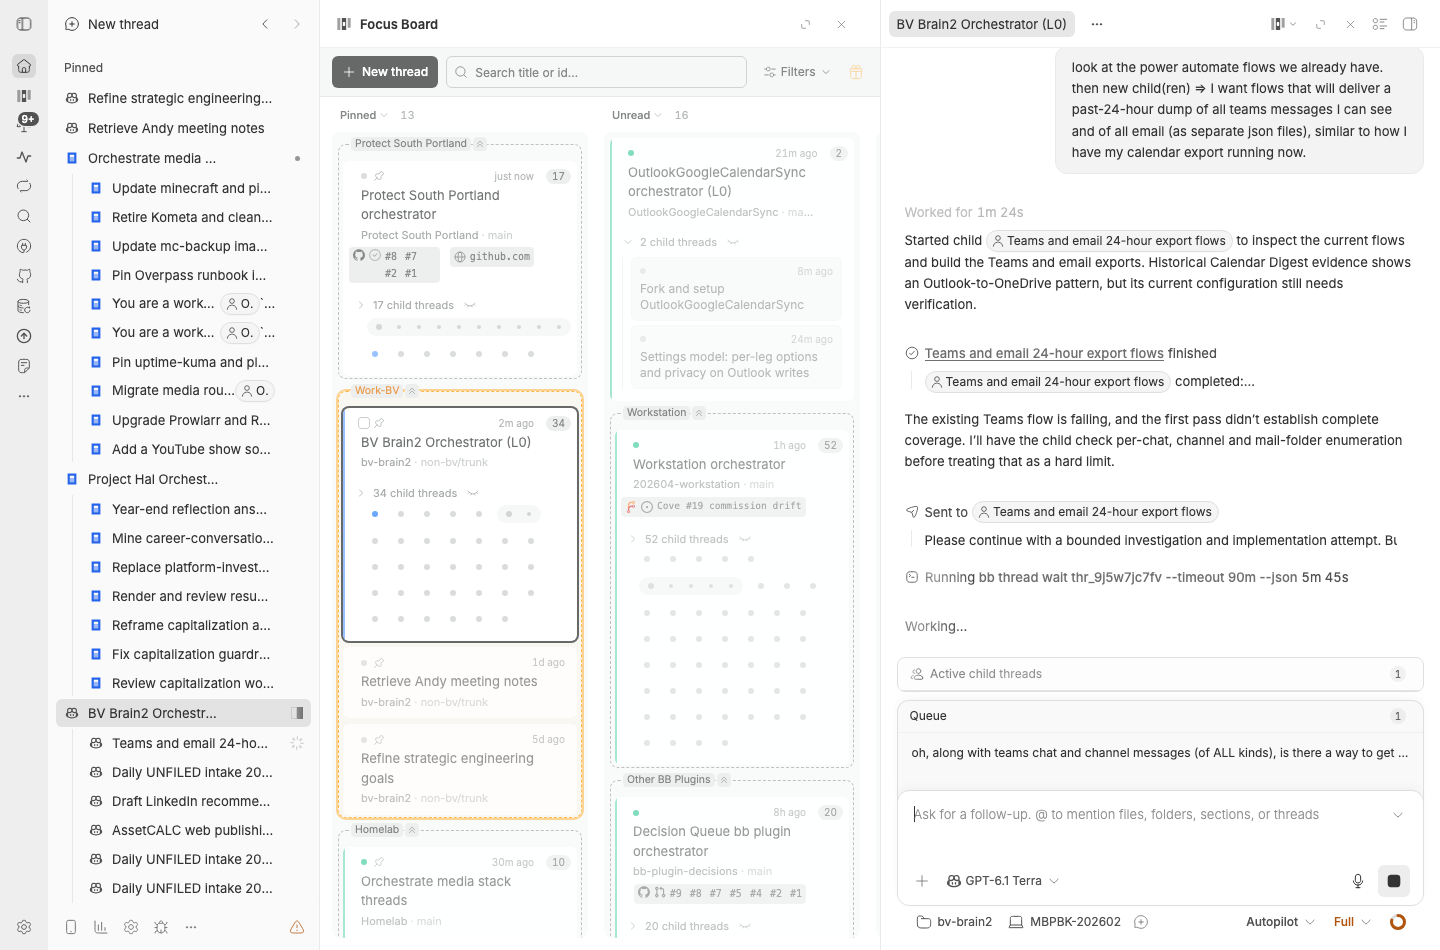 New thread
Pinned
Refine strategic engineering...
Retrieve Andy meeting notes
Orchestrate media ...
Update minecraft and pl...
Retire Kometa and clean...
Update mc-backup ima...
Pin Overpass runbook i...
You are a work... O. `...
You are a work... O. `...
Pin uptime-kuma and pl...
Migrate media rou... O.
Upgrade Prowlarr and R...
Add a YouTube show so...
Project Hal Orchest...
Year-end reflection ans...
Mine career-conversatio...
Replace platform-invest...
Render and review resu...
Reframe capitalization a...
Fix capitalization guardr...
Review capitalization wo...
BV Brain2 Orchestr...
Teams and email 24-ho...
Daily UNFILED intake 20...
Draft LinkedIn recomme...
AssetCALC web publishi...
Daily UNFILED intake 20...
Daily UNFILED intake 20...
9+
Focus Board
New thread
Search title or id...
Filters
Pinned 13
Protect South Portland
just now 17
Protect South Portland
orchestrator
Protect South Portland · main
#8 #7
#2 #1
github.com
17 child threads
Work-BV
2m ago 34
BV Brain2 Orchestrator (L0)
bv-brain2 · non-bv/trunk
34 child threads
1d ago
Retrieve Andy meeting notes
bv-brain2 · non-bv/trunk
5d ago
Refine strategic engineering
goals
bv-brain2 · non-bv/trunk
Homelab
30m ago 10
Orchestrate media stack
threads
Homelab · main
Unread 16
21m ago 2
OutlookGoogleCalendarSync
orchestrator (L0)
OutlookGoogleCalendarSync · ma...
2 child threads
8m ago
Fork and setup
OutlookGoogleCalendarSync
24m ago
Settings model: per-leg options
and privacy on Outlook writes
Workstation
1h ago 52
Workstation orchestrator
202604-workstation · main
Cove #19 commission drift
52 child threads
Other BB Plugins
8h ago 20
Decision Queue bb plugin
orchestrator
bb-plugin-decisions · main
#9 #8 #7 #5 #4 #2 #1
20 child threads
BV Brain2 Orchestrator (L0)
look at the power automate flows we already have.
then new child(ren) => I want flows that will deliver a
past-24-hour dump of all teams messages I can see
and of all email (as separate json files), similar to how I
have my calendar export running now.
Worked for 1m 24s
Started child Teams and email 24-hour export flows to inspect the current flows
and build the Teams and email exports. Historical Calendar Digest evidence shows
an Outlook-to-OneDrive pattern, but its current configuration still needs
verification.
Teams and email 24-hour export flows finished
Teams and email 24-hour export flows completed:...
The existing Teams flow is failing, and the first pass didn't establish complete
coverage. I'll have the child check per-chat, channel and mail-folder enumeration
before treating that as a hard limit.
Sent to Teams and email 24-hour export flows
Please continue with a bounded investigation and implementation attempt. Bu
Running bb thread wait thr_9j5w7jc7fv --timeout 90m --json 5m 45s
Working...
Active child threads 1
Queue 1
oh, along with teams chat and channel messages (of ALL kinds), is there a way to get ...
Ask for a follow-up. @ to mention files, folders, sections, or threads
GPT-6.1 Terra
bv-brain2 MBPBK-202602 Autopilot Full